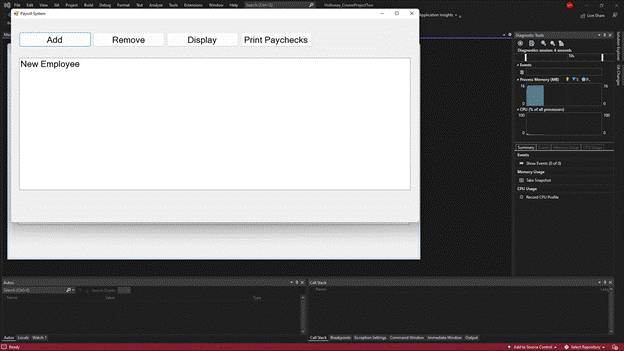 File Edit View Git Project Build Debug Format Test Analyze Tools Extensions Window Help Search (Ctrl+Q)
Live Share
Payroll System
Application Insights
Add Remove Display Print Paychecks
New Employee
Diagnostic Tools
Diagnostics session: 4 seconds
10s
Events
Process Memory (MB)
16 16
0 0
CPU (% of all processors)
100 100
0 0
Summary Events Memory Usage CPU Usage
Events
Show Events (0 of 0)
Memory Usage
Take Snapshot
CPU Usage
Record CPU Profile
Solution Explorer
Git Changes
Autos
Search (Ctrl+E) Search Depth:
Name Value Type
Call Stack
Name Lang
Autos Locals Watch 1
Call Stack Breakpoints Exception Settings Command Window Immediate Window Output
Ready
Add to Source Control Select Repository